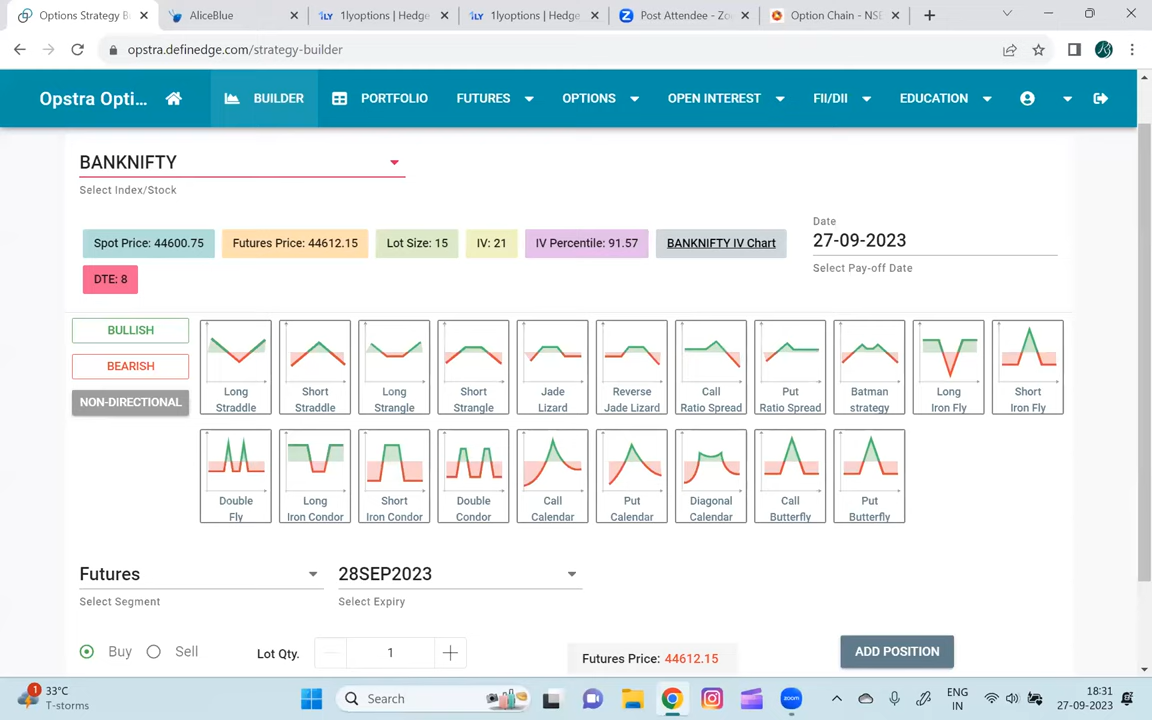 Options Strategy B
AliceBlue
1lyoptions | Hedge
1lyoptions | Hedge
Post Attendee - Zo
Option Chain - NSE
opstra.definedge.com/strategy-builder
Opstra Opti...
BUILDER
PORTFOLIO
FUTURES
OPTIONS
OPEN INTEREST
FII/DII
EDUCATION
BANKNIFTY
Select Index/Stock
Spot Price: 44600.75
Futures Price: 44612.15
Lot Size: 15
IV: 21
IV Percentile: 91.57
BANKNIFTY IV Chart
DTE: 8
Date
27-09-2023
Select Pay-off Date
BULLISH
BEARISH
NON-DIRECTIONAL
Long
Straddle
Short
Straddle
Long
Strangle
Short
Strangle
Jade
Lizard
Reverse
Jade Lizard
Call
Ratio Spread
Put
Ratio Spread
Batman
strategy
Long
Iron Fly
Short
Iron Fly
Double
Fly
Long
Iron Condor
Short
Iron Condor
Double
Condor
Call
Calendar
Put
Calendar
Diagonal
Calendar
Call
Butterfly
Put
Butterfly
Futures
Select Segment
28SEP2023
Select Expiry
Buy
Sell
Lot Qty.
1
Futures Price: 44612.15
ADD POSITION
1
33°C
T-storms
Search
zoom
ENG
IN
18:31
27-09-2023